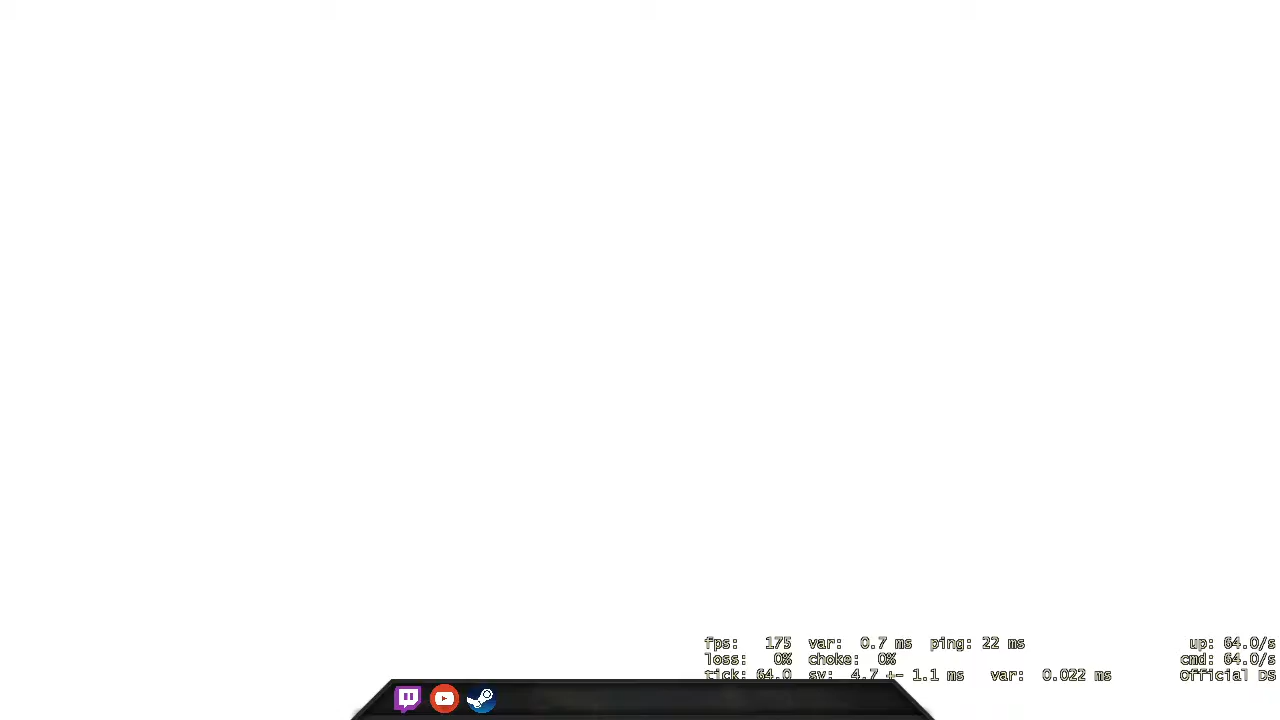 fps: 175 var: 0.7 ms ping: 22 ms up: 64.0/s
loss: 0% choke: 0% cmd: 64.0/s
tick: 64.0 sv: 4.7 +- 1.1 ms var: 0.022 ms Official DS